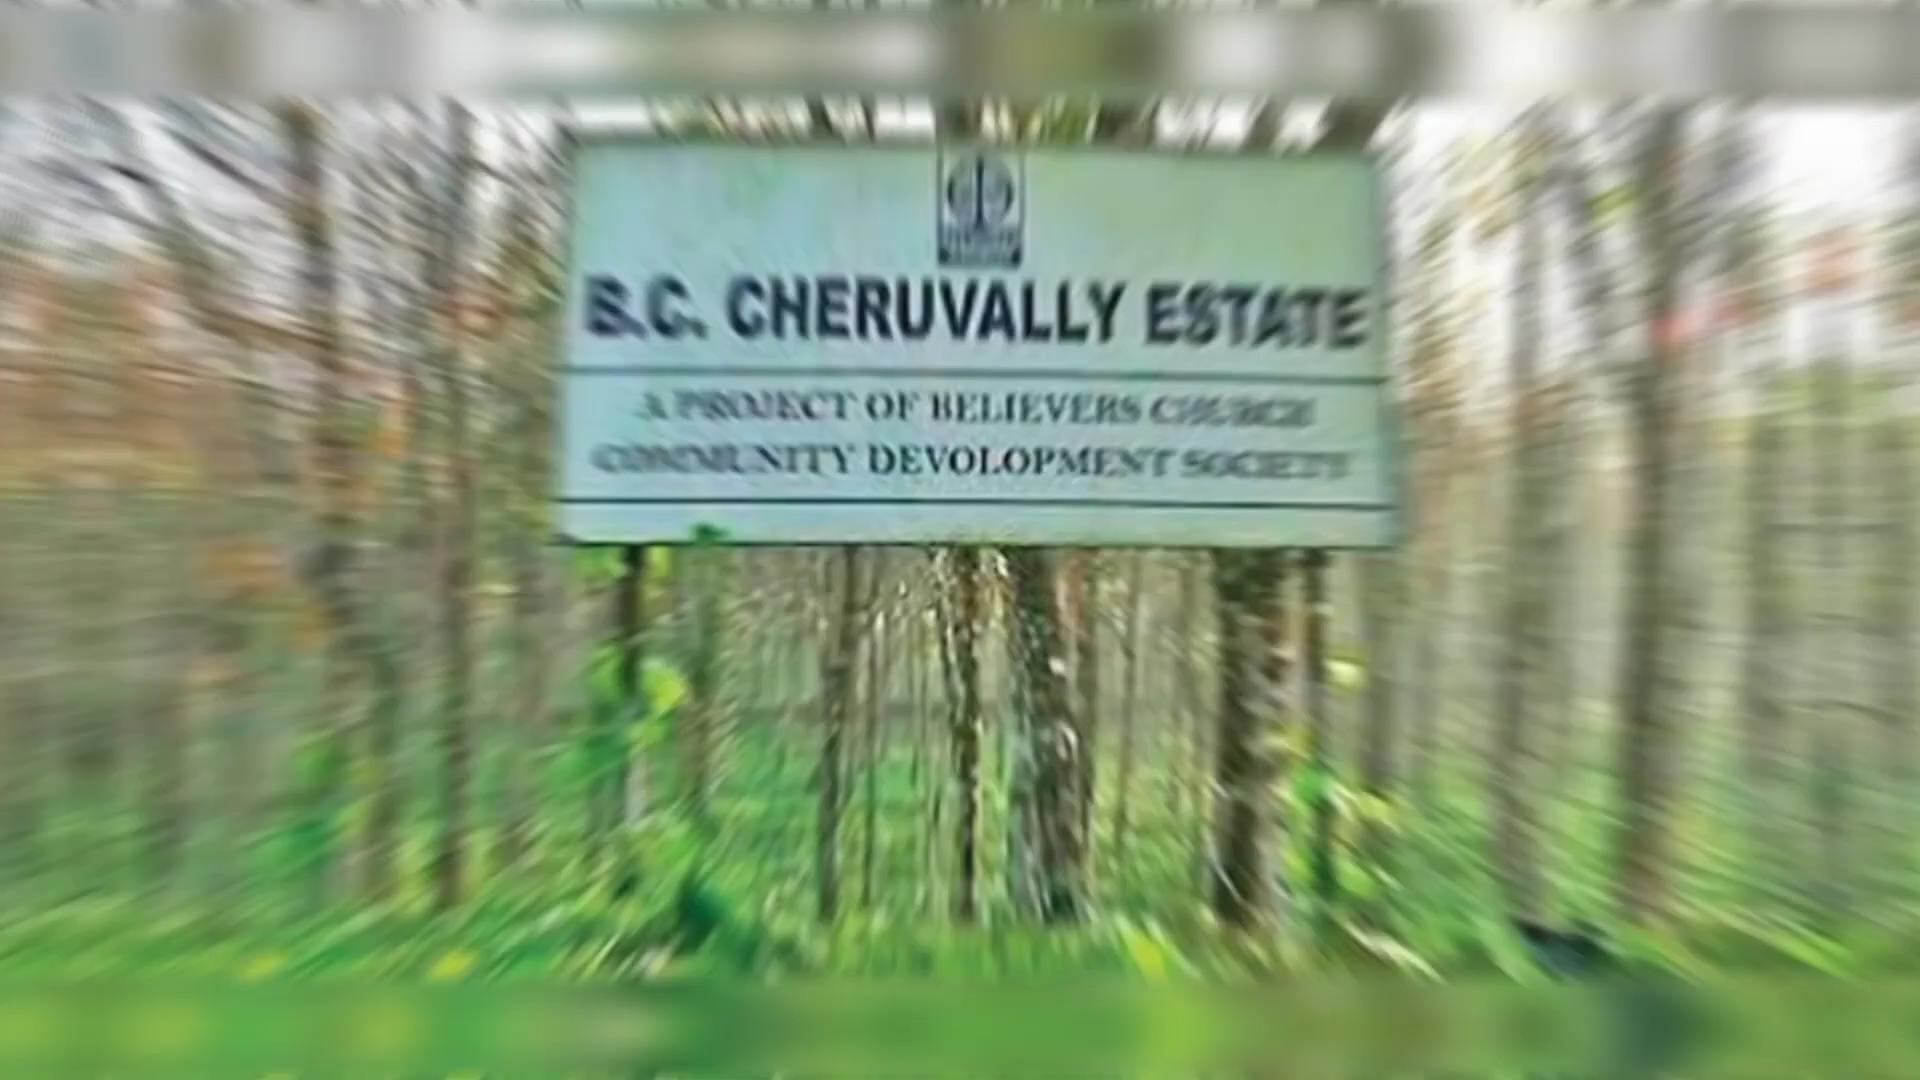 B.C. CHERUVALLY ESTATE
A PROJECT OF BELIEVERS CHURCH
COMMUNITY DEVOLOPMENT SOCIETY